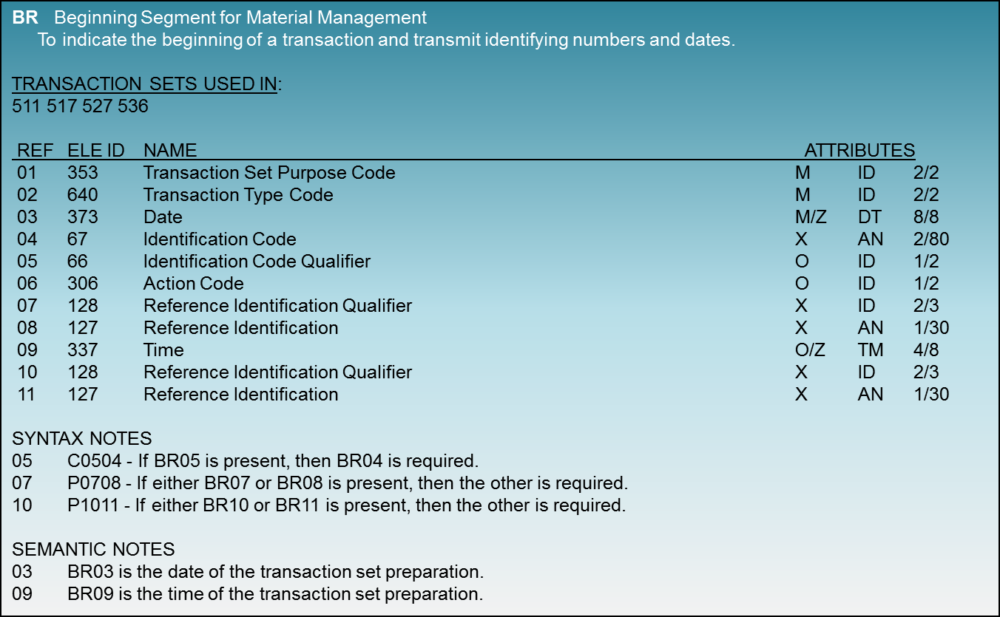 BR Beginning Segment for Material Management
To indicate the beginning of a transaction and transmit identifying numbers and dates.
TRANSACTION SETS USED IN:
511 517 527 536
REF ELE ID NAME ATTRIBUTES
01 353 Transaction Set Purpose Code M ID 2/2
02 640 Transaction Type Code M ID 2/2
03 373 Date M/Z DT 8/8
04 67 Identification Code X AN 2/80
05 66 Identification Code Qualifier O ID 1/2
06 306 Action Code O ID 1/2
07 128 Reference Identification Qualifier X ID 2/3
08 127 Reference Identification X AN 1/30
09 337 Time O/Z TM 4/8
10 128 Reference Identification Qualifier X ID 2/3
11 127 Reference Identification X AN 1/30
SYNTAX NOTES
05 C0504 - If BR05 is present, then BR04 is required.
07 P0708 - If either BR07 or BR08 is present, then the other is required.
10 P1011 - If either BR10 or BR11 is present, then the other is required.
SEMANTIC NOTES
03 BR03 is the date of the transaction set preparation.
09 BR09 is the time of the transaction set preparation.